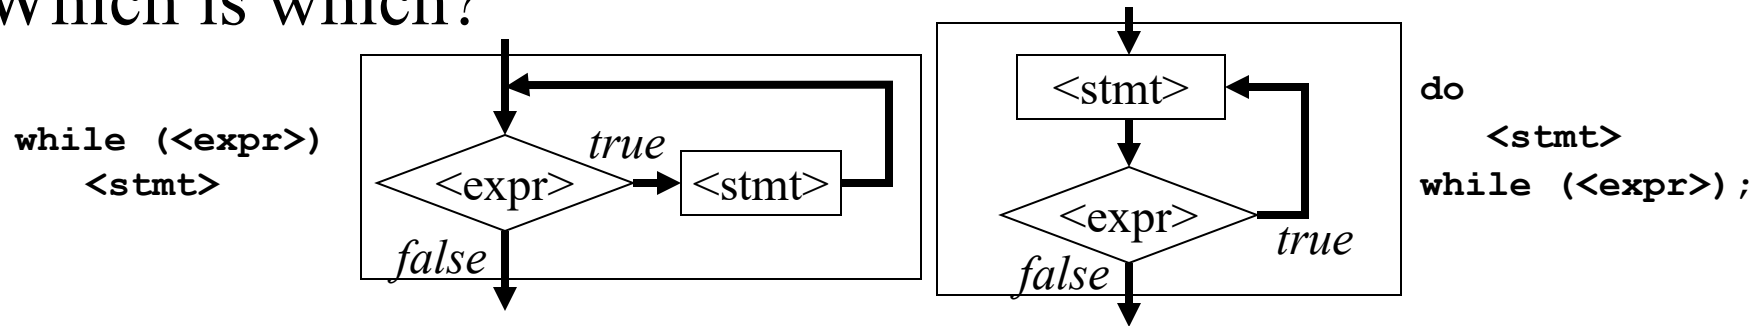 Which is which?
while (<expr>)
<stmt>
<expr>
true
<stmt>
false
<stmt>
<expr>
true
false
do
<stmt>
while (<expr>);